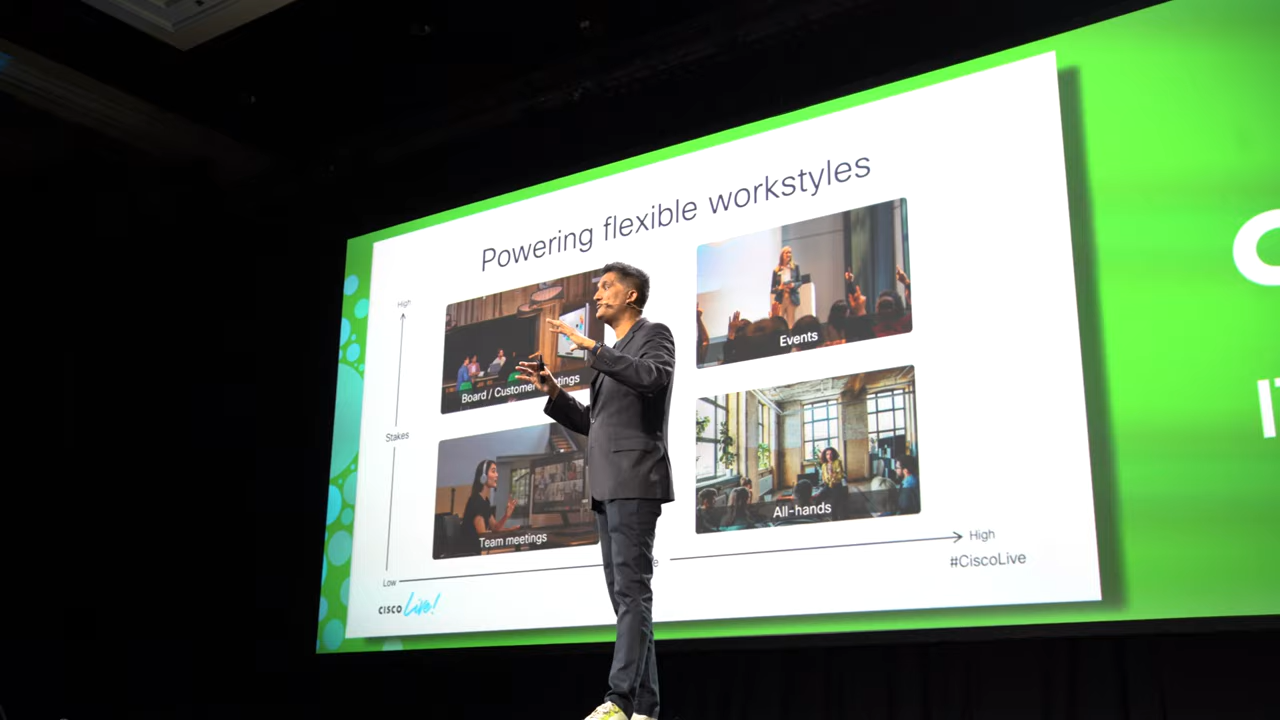 Powering flexible workstyles
High
Events
Board / Customer
Stakes
All-hands
Team meetings
High
Low
#CiscoLive
cisco Live!